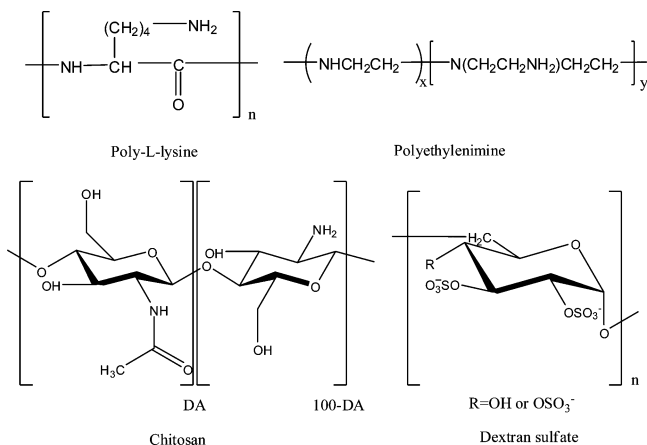 (CH₂)₄ NH₂
NH CH C
O
n
Poly-L-lysine
NHCH₂CH₂
x
N(CH₂CH₂NH₂)CH₂CH₂
y
Polyethylenimine
OH
O
O
HO
NH
H₃C
O
O
DA
NH₂
OH
O
OH
100-DA
Chitosan
H₂C
R
O
O₃SO
OSO₃⁻
O
n
R=OH or OSO₃⁻
Dextran sulfate